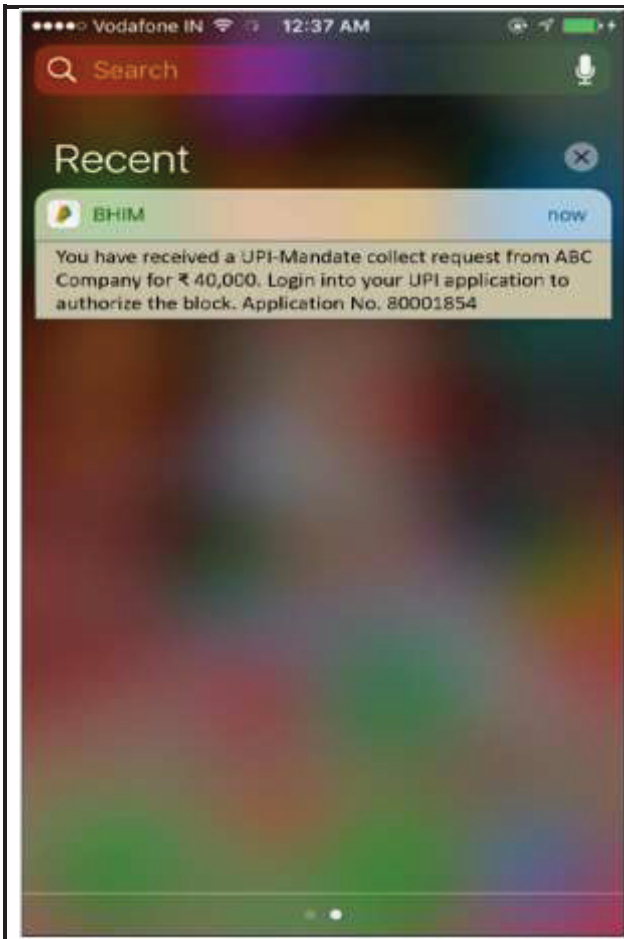 Vodafone IN 12:37 AM
Search
Recent
BHIM now
You have received a UPI-Mandate collect request from ABC
Company for ₹ 40,000. Login into your UPI application to
authorize the block. Application No. 80001854